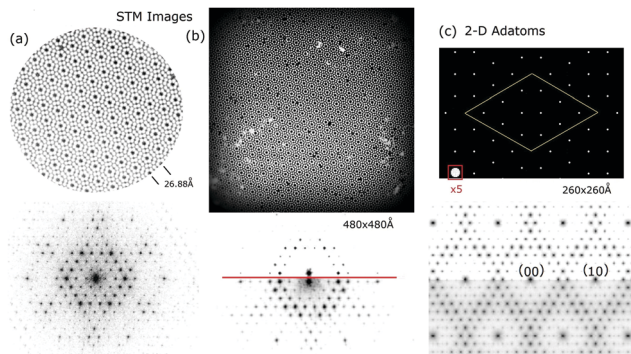 STM Images
(a)
(b)
(c) 2-D Adatoms
26.88Å
x5
260x260Å
480x480Å
(00)
(10)